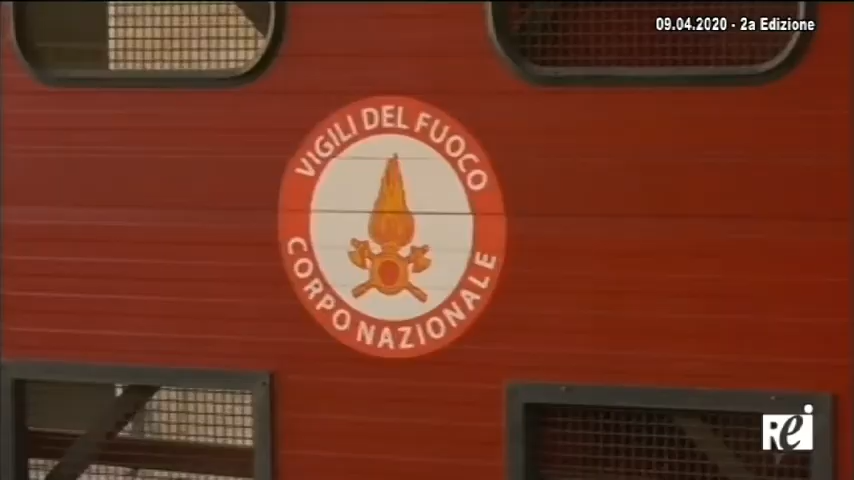 09.04.2020 - 2a Edizione
VIGILI DEL FUOCO
CORPO NAZIONALE
Rei